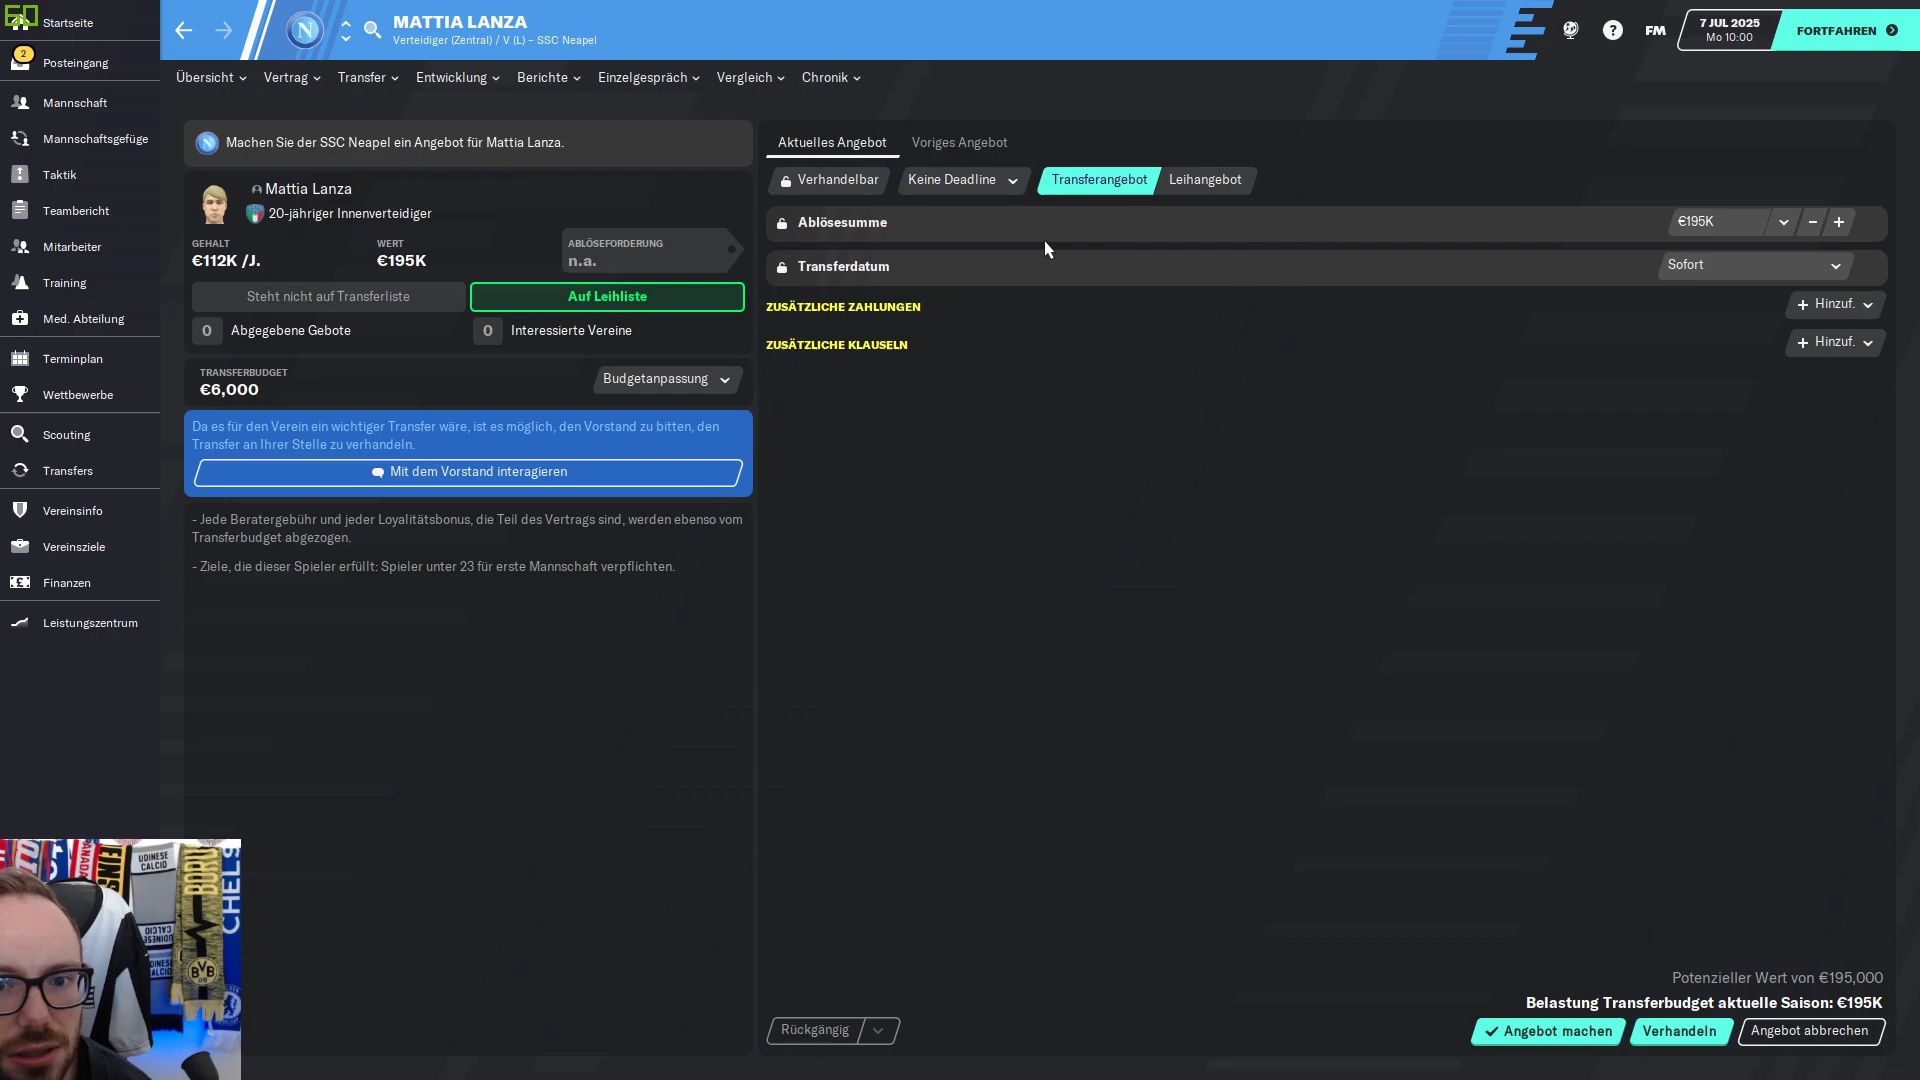 60
Startseite
2
Posteingang
Mannschaft
Mannschaftsgefüge
Taktik
Teambericht
Mitarbeiter
Training
Med. Abteilung
Terminplan
Wettbewerbe
Scouting
Transfers
Vereinsinfo
Vereinsziele
Finanzen
Leistungszentrum
MATTIA LANZA
Verteidiger (Zentral) / V (L) – SSC Neapel
FM
7 JUL 2025
Mo 10:00
FORTFAHREN
Übersicht Vertrag Transfer Entwicklung Berichte Einzelgespräch Vergleich Chronik
Machen Sie der SSC Neapel ein Angebot für Mattia Lanza.
Mattia Lanza
20-jähriger Innenverteidiger
GEHALT WERT ABLÖSEFORDERUNG
€112K /J. €195K n.a.
Steht nicht auf Transferliste Auf Leihliste
0 Abgegebene Gebote 0 Interessierte Vereine
TRANSFERBUDGET
€6,000
Budgetanpassung
Da es für den Verein ein wichtiger Transfer wäre, ist es möglich, den Vorstand zu bitten, den
Transfer an Ihrer Stelle zu verhandeln.
Mit dem Vorstand interagieren
- Jede Beratergebühr und jeder Loyalitätsbonus, die Teil des Vertrags sind, werden ebenso vom
Transferbudget abgezogen.
- Ziele, die dieser Spieler erfüllt: Spieler unter 23 für erste Mannschaft verpflichten.
Aktuelles Angebot Voriges Angebot
Verhandelbar Keine Deadline Transferangebot Leihangebot
Ablösesumme €195K
Transferdatum Sofort
ZUSÄTZLICHE ZAHLUNGEN + Hinzuf.
ZUSÄTZLICHE KLAUSELN + Hinzuf.
Potenzieller Wert von €195,000
Belastung Transferbudget aktuelle Saison: €195K
Rückgängig
Angebot machen Verhandeln Angebot abbrechen
UDINESE
CALCIO
BORU
CHELS
BVB